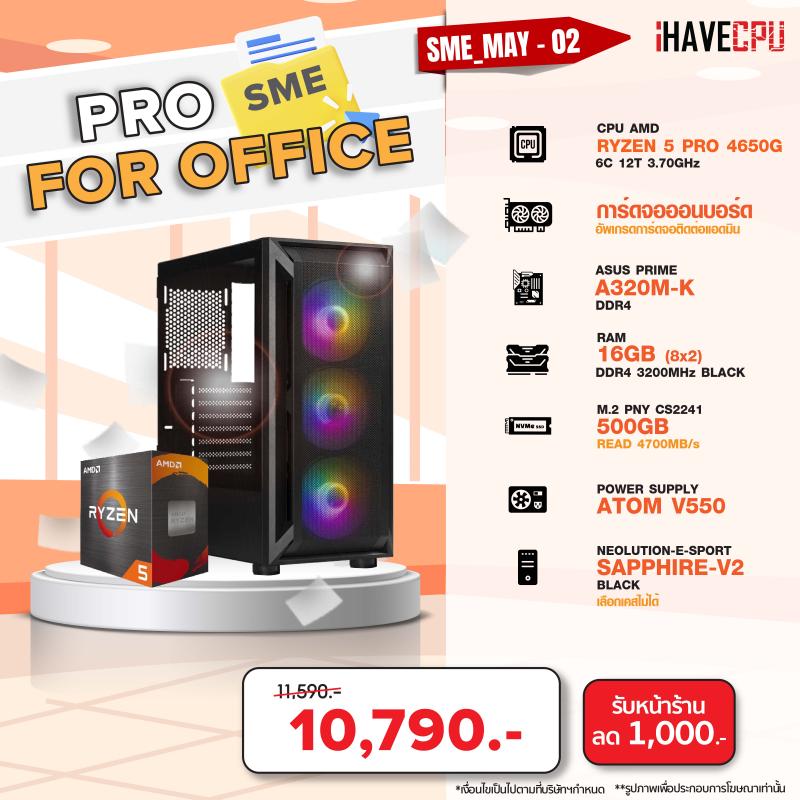 SME_MAY - 02
iHAVECPU
SME
PRO
FOR OFFICE
CPU
CPU AMD
RYZEN 5 PRO 4650G
6C 12T 3.70GHz
การ์ดจอออนบอร์ด
อัพเกรดการ์ดจอติดต่อแอดมิน
ASUS PRIME
A320M-K
DDR4
RAM
16GB (8x2)
DDR4 3200MHz BLACK
NVMe SSD
M.2 PNY CS2241
500GB
READ 4700MB/s
POWER SUPPLY
ATOM V550
NEOLUTION-E-SPORT
SAPPHIRE-V2
BLACK
เลือกเคสไม่ได้
AMD
AMD
RYZEN
AMD
RYZEN
5
11,590.-
10,790.-
รับหน้าร้าน
ลด 1,000.-
*เงื่อนไขเป็นไปตามที่บริษัทฯกำหนด **รูปภาพเพื่อประกอบการโฆษณาเท่านั้น